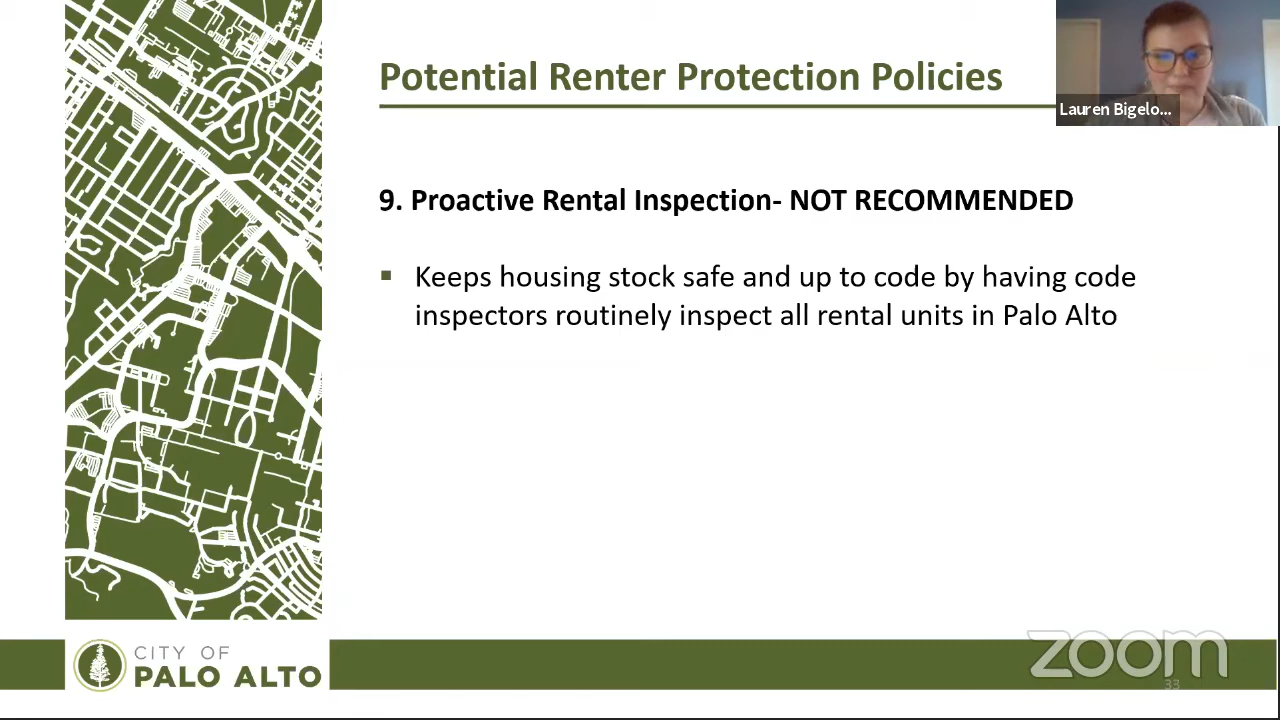 Potential Renter Protection Policies
Lauren Bigelo...
9. Proactive Rental Inspection- NOT RECOMMENDED
Keeps housing stock safe and up to code by having code
inspectors routinely inspect all rental units in Palo Alto
CITY OF
PALO ALTO
zoom
33